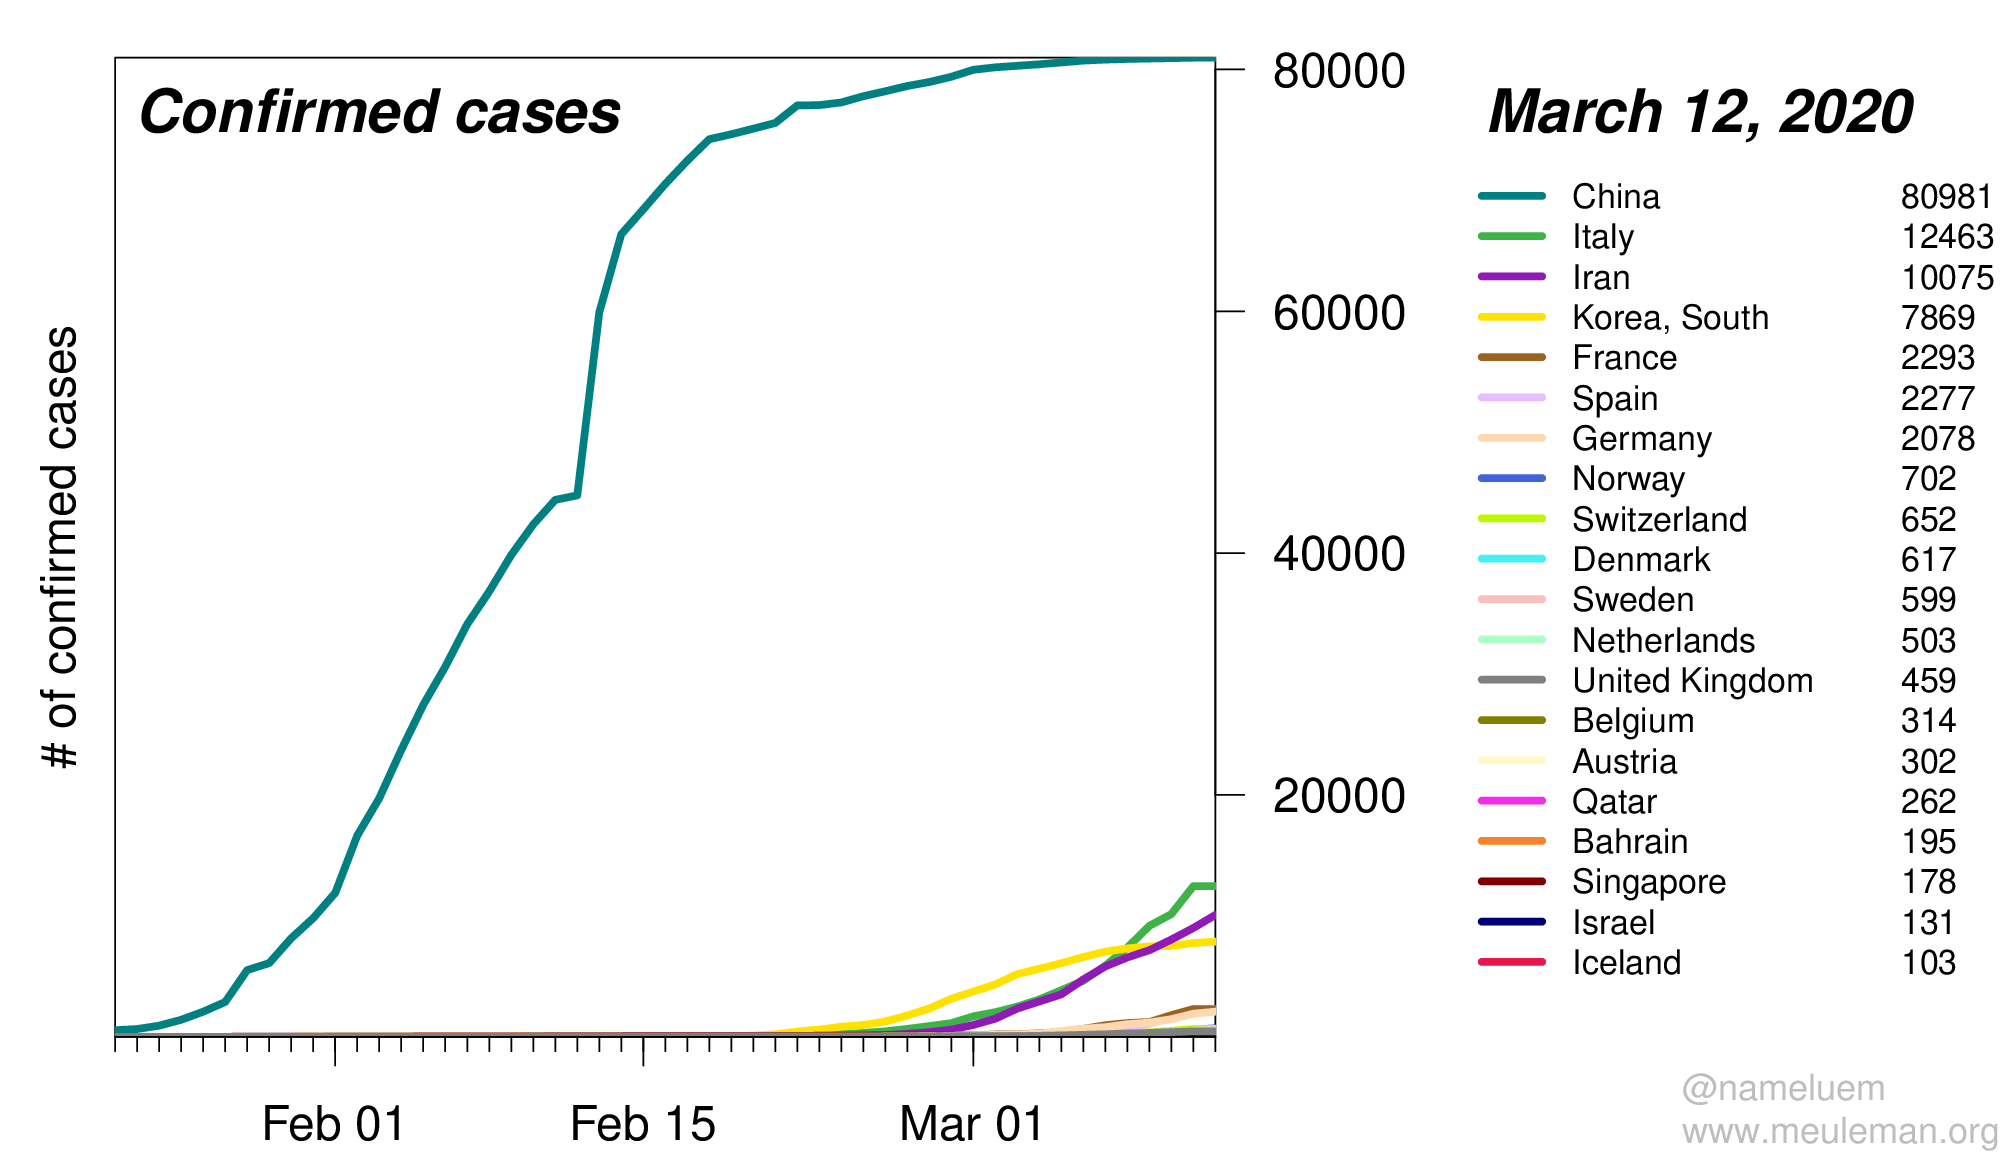 Confirmed cases
March 12, 2020
# of confirmed cases
80000
60000
40000
20000
Feb 01
Feb 15
Mar 01
China 80981
Italy 12463
Iran 10075
Korea, South 7869
France 2293
Spain 2277
Germany 2078
Norway 702
Switzerland 652
Denmark 617
Sweden 599
Netherlands 503
United Kingdom 459
Belgium 314
Austria 302
Qatar 262
Bahrain 195
Singapore 178
Israel 131
Iceland 103
@nameluem
www.meuleman.org